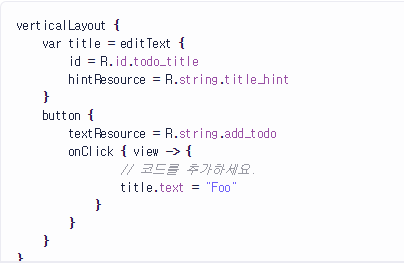 verticalLayout {
var title = editText {
id = R.id.todo_title
hintResource = R.string.title_hint
}
button {
textResource = R.string.add_todo
onClick { view -> {
// 코드를 추가하세요.
title.text = "Foo"
}
}
}
}